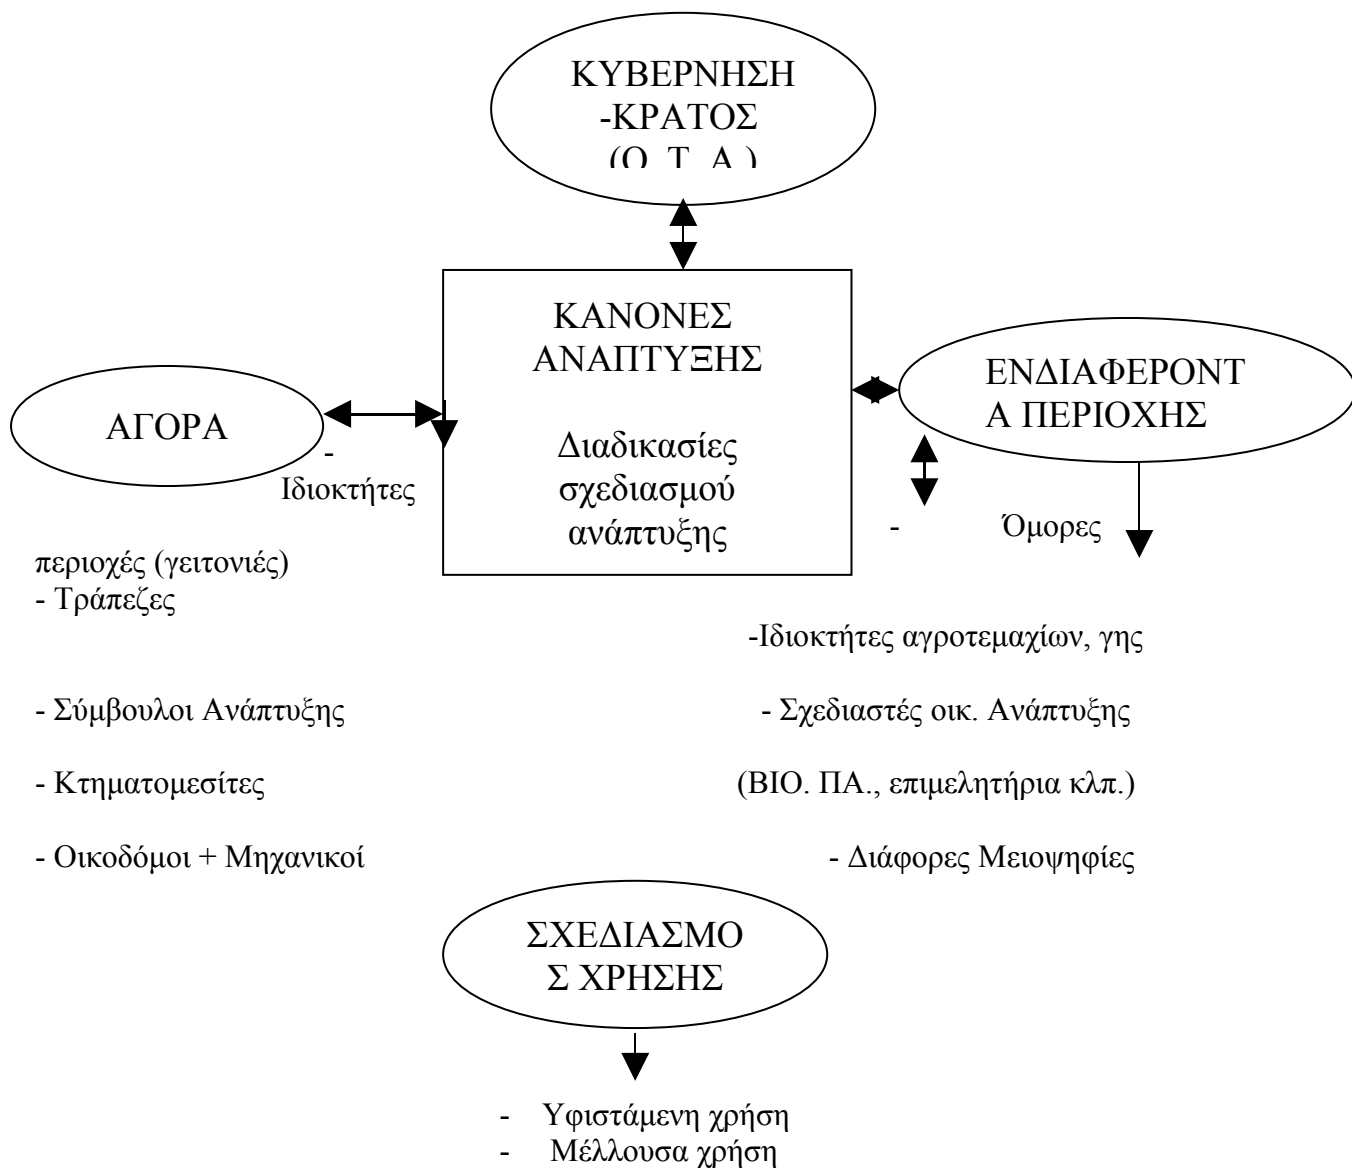 ΚΥΒΕΡΝΗΣΗ
-ΚΡΑΤΟΣ
(Ο. Τ. Α.)
ΚΑΝΟΝΕΣ
ΑΝΑΠΤΥΞΗΣ
Διαδικασίες
σχεδιασμού
ανάπτυξης
ΑΓΟΡΑ
ΕΝΔΙΑΦΕΡΟΝΤ
Α ΠΕΡΙΟΧΗΣ
-
Ιδιοκτήτες
- Όμορες
περιοχές (γειτονιές)
- Τράπεζες
-Ιδιοκτήτες αγροτεμαχίων, γης
- Σύμβουλοι Ανάπτυξης
- Σχεδιαστές οικ. Ανάπτυξης
- Κτηματομεσίτες
(ΒΙΟ. ΠΑ., επιμελητήρια κλπ.)
- Οικοδόμοι + Μηχανικοί
- Διάφορες Μειοψηφίες
ΣΧΕΔΙΑΣΜΟ
Σ ΧΡΗΣΗΣ
- Υφιστάμενη χρήση
- Μέλλουσα χρήση